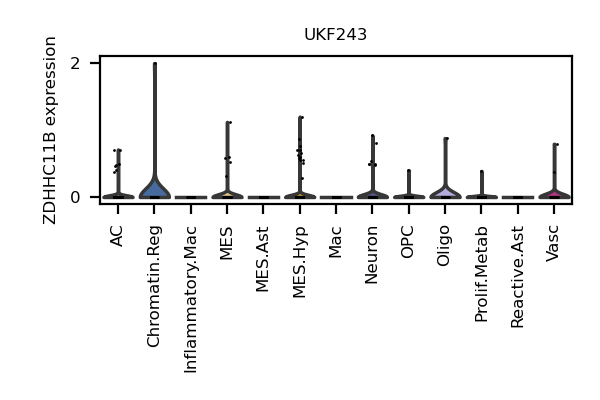 UKF243
ZDHHC11B expression
2
0
AC
Chromatin.Reg
Inflammatory.Mac
MES
MES.Ast
MES.Hyp
Mac
Neuron
OPC
Oligo
Prolif.Metab
Reactive.Ast
Vasc